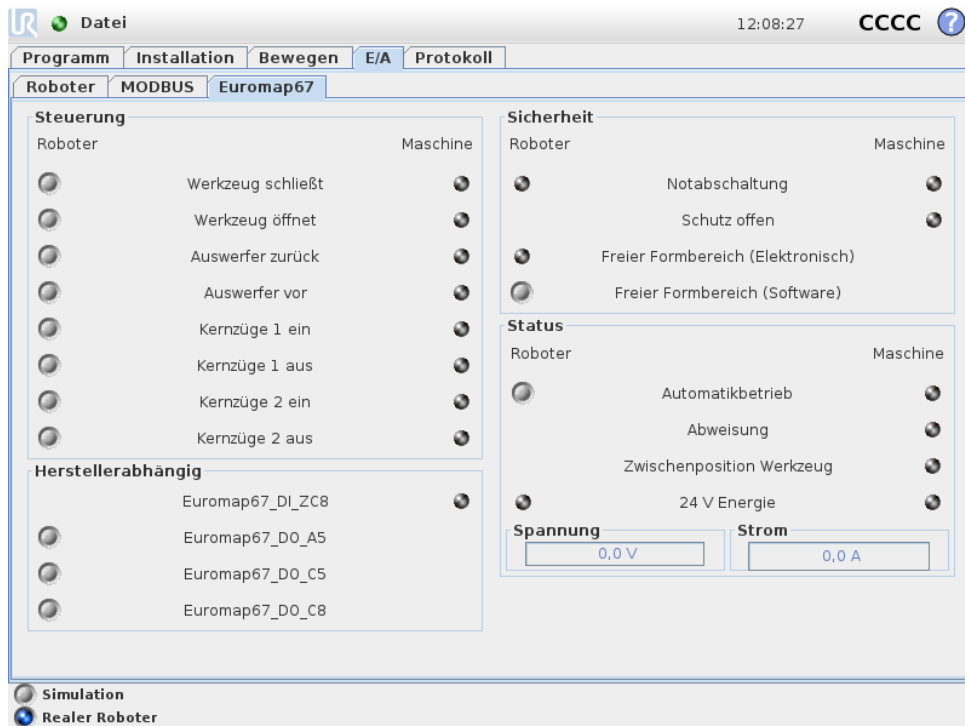 UR Datei 12:08:27 CCCC ?
Programm Installation Bewegen E/A Protokoll
Roboter MODBUS Euromap67
Steuerung
Roboter Maschine
Werkzeug schließt
Werkzeug öffnet
Auswerfer zurück
Auswerfer vor
Kernzüge 1 ein
Kernzüge 1 aus
Kernzüge 2 ein
Kernzüge 2 aus
Herstellerabhängig
Euromap67_DI_ZC8
Euromap67_DO_A5
Euromap67_DO_C5
Euromap67_DO_C8
Sicherheit
Roboter Maschine
Notabschaltung
Schutz offen
Freier Formbereich (Elektronisch)
Freier Formbereich (Software)
Status
Roboter Maschine
Automatikbetrieb
Abweisung
Zwischenposition Werkzeug
24 V Energie
Spannung Strom
0,0 V 0,0 A
Simulation
Realer Roboter